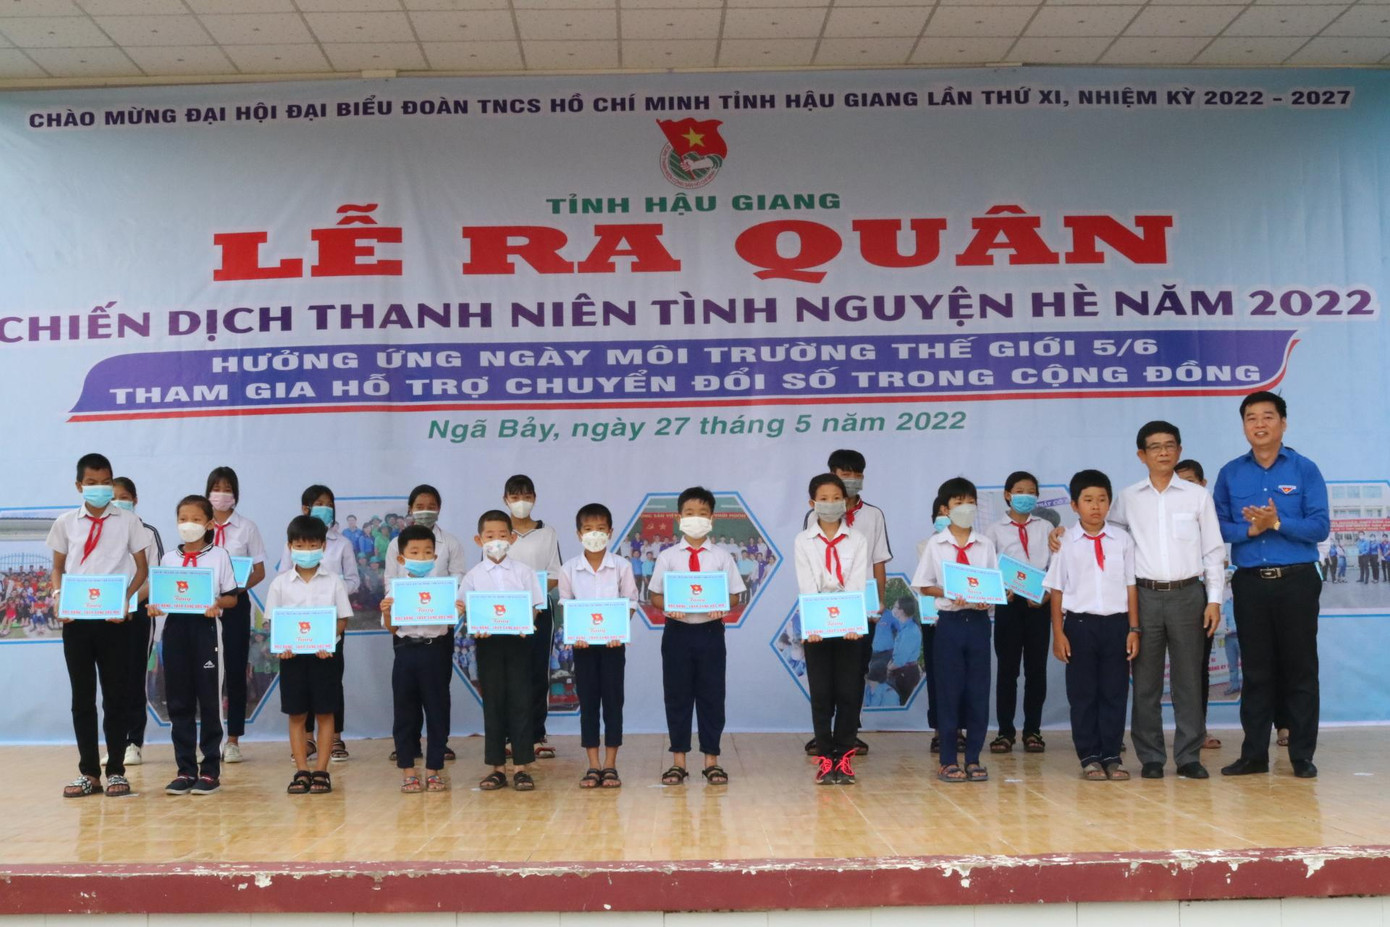 CHÀO MỪNG ĐẠI HỘI ĐẠI BIỂU ĐOÀN TNCS HỒ CHÍ MINH TỈNH HẬU GIANG LẦN THỨ XI, NHIỆM KỲ 2022 - 2027
TỈNH HẬU GIANG
LỄ RA QUÂN
CHIẾN DỊCH THANH NIÊN TÌNH NGUYỆN HÈ NĂM 2022
HƯỞNG ỨNG NGÀY MÔI TRƯỜNG THẾ GIỚI 5/6
THAM GIA HỖ TRỢ CHUYỂN ĐỔI SỐ TRONG CỘNG ĐỒNG
Ngã Bảy, ngày 27 tháng 5 năm 2022